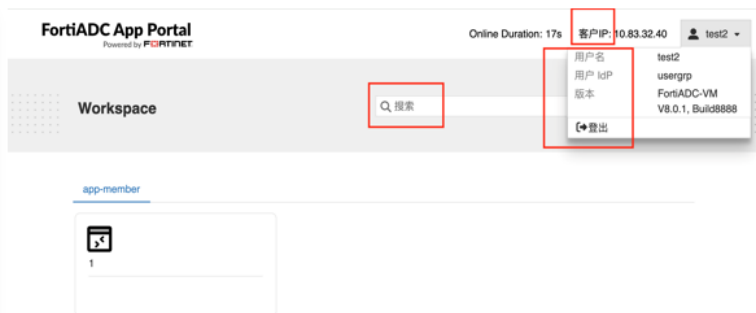 FortiADC App Portal
Powered by FORTINET
Online Duration: 17s 客户IP: 10.83.32.40 test2
用户名 test2
用户 IdP usergrp
版本 FortiADC-VM
V8.0.1, Build8888
登出
Workspace
搜索
app-member
1